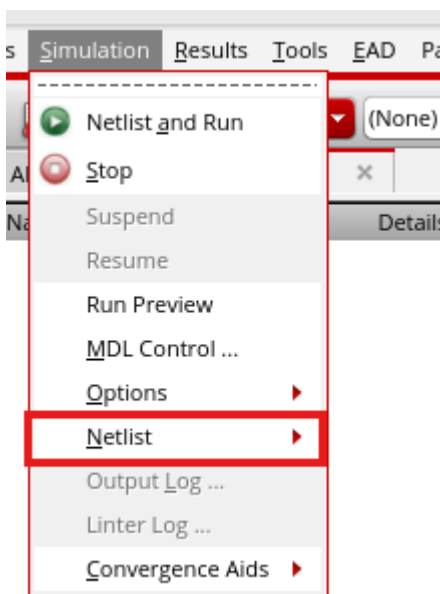 s Simulation Results Tools EAD Pa
Netlist and Run
(None)
Al
Stop
Na
Suspend
Details
Resume
Run Preview
MDL Control ...
Options
Netlist
Output Log ...
Linter Log ...
Convergence Aids